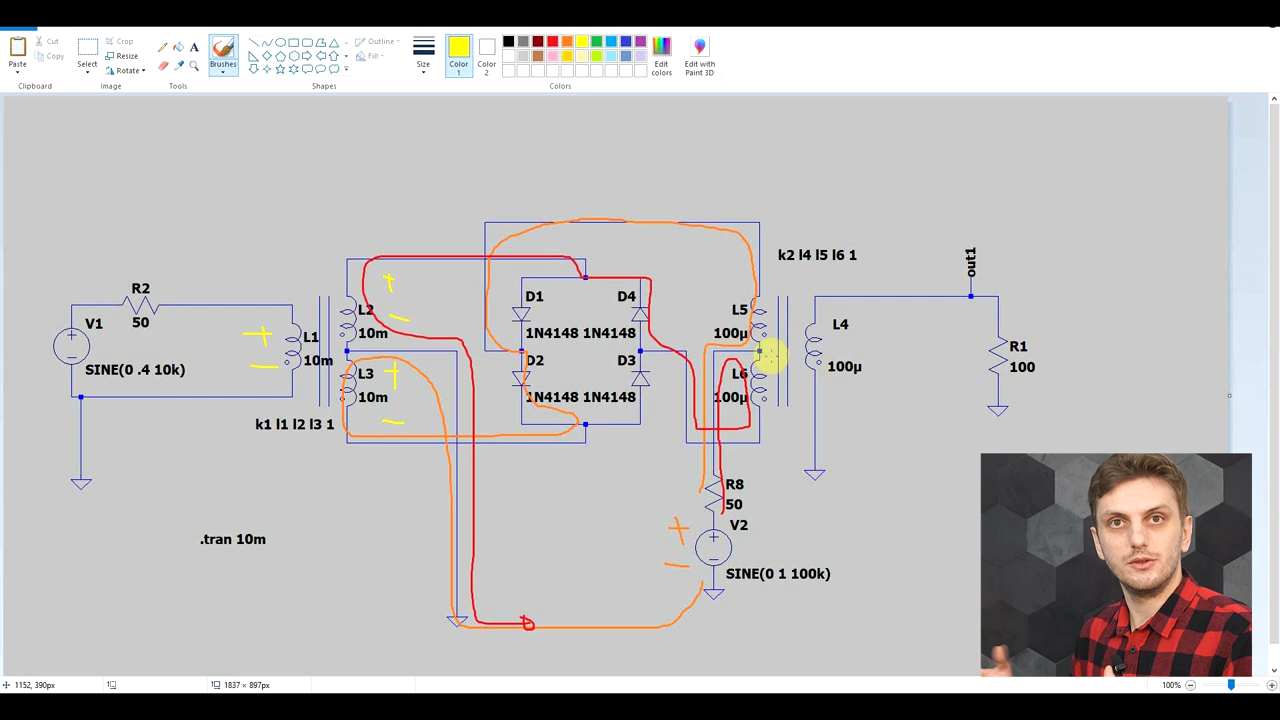 Cut
Copy
Paste
Clipboard
Crop
Resize
Rotate
Select
Image
A
Tools
Brushes
Outline
Fill
Shapes
Size
Color
1
Color
2
Edit
colors
Edit with
Paint 3D
Colors
R2
50
V1
SINE(0 .4 10k)
L1
10m
L2
10m
L3
10m
k1 l1 l2 l3 1
D1
D4
1N4148 1N4148
D2
D3
1N4148 1N4148
L5
100µ
L6
100µ
k2 l4 l5 l6 1
L4
100µ
out1
R1
100
R8
50
V2
SINE(0 1 100k)
.tran 10m
1152, 390px
1837 × 897px
100%